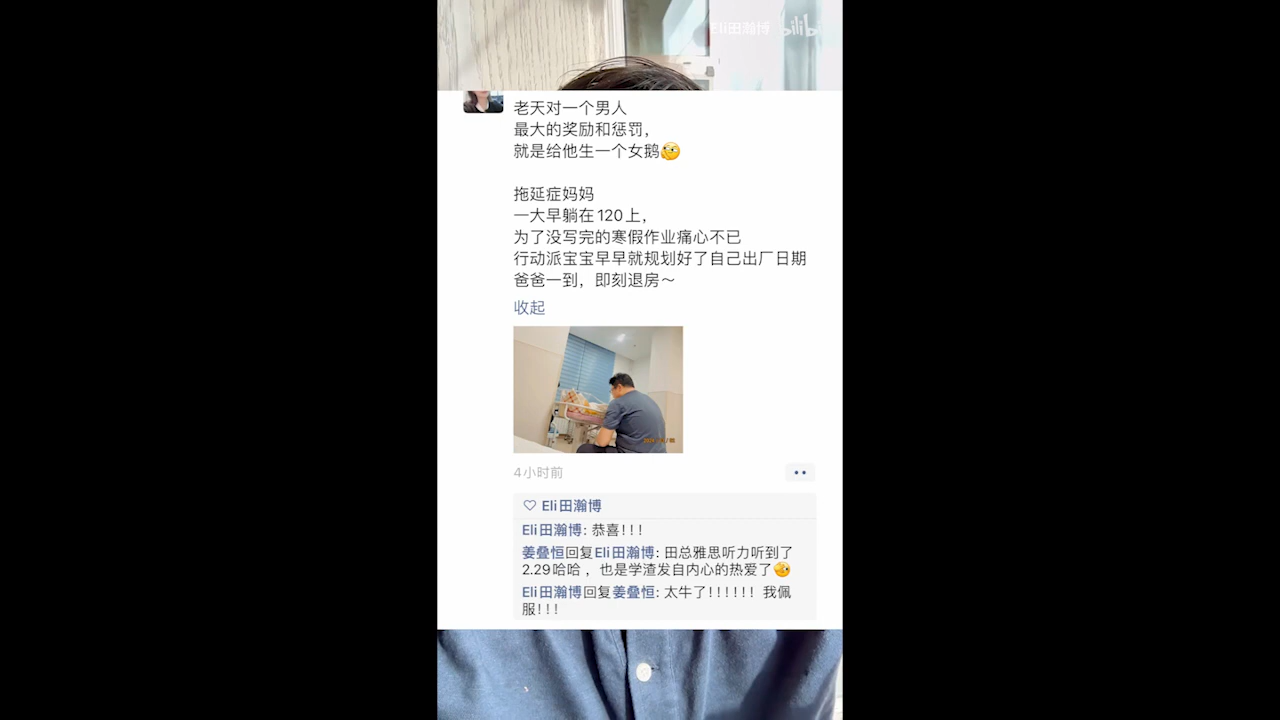 Eli田瀚博 bilibili
老天对一个男人
最大的奖励和惩罚，
就是给他生一个女鹅
拖延症妈妈
一大早躺在120上，
为了没写完的寒假作业痛心不已
行动派宝宝早早就规划好了自己出厂日期
爸爸一到，即刻退房～
收起
4小时前
Eli田瀚博
Eli田瀚博: 恭喜！！！
姜叠恒回复Eli田瀚博: 田总雅思听力听到了
2.29哈哈 ，也是学渣发自内心的热爱了
Eli田瀚博回复姜叠恒: 太牛了！！！！！！ 我佩
服！！！